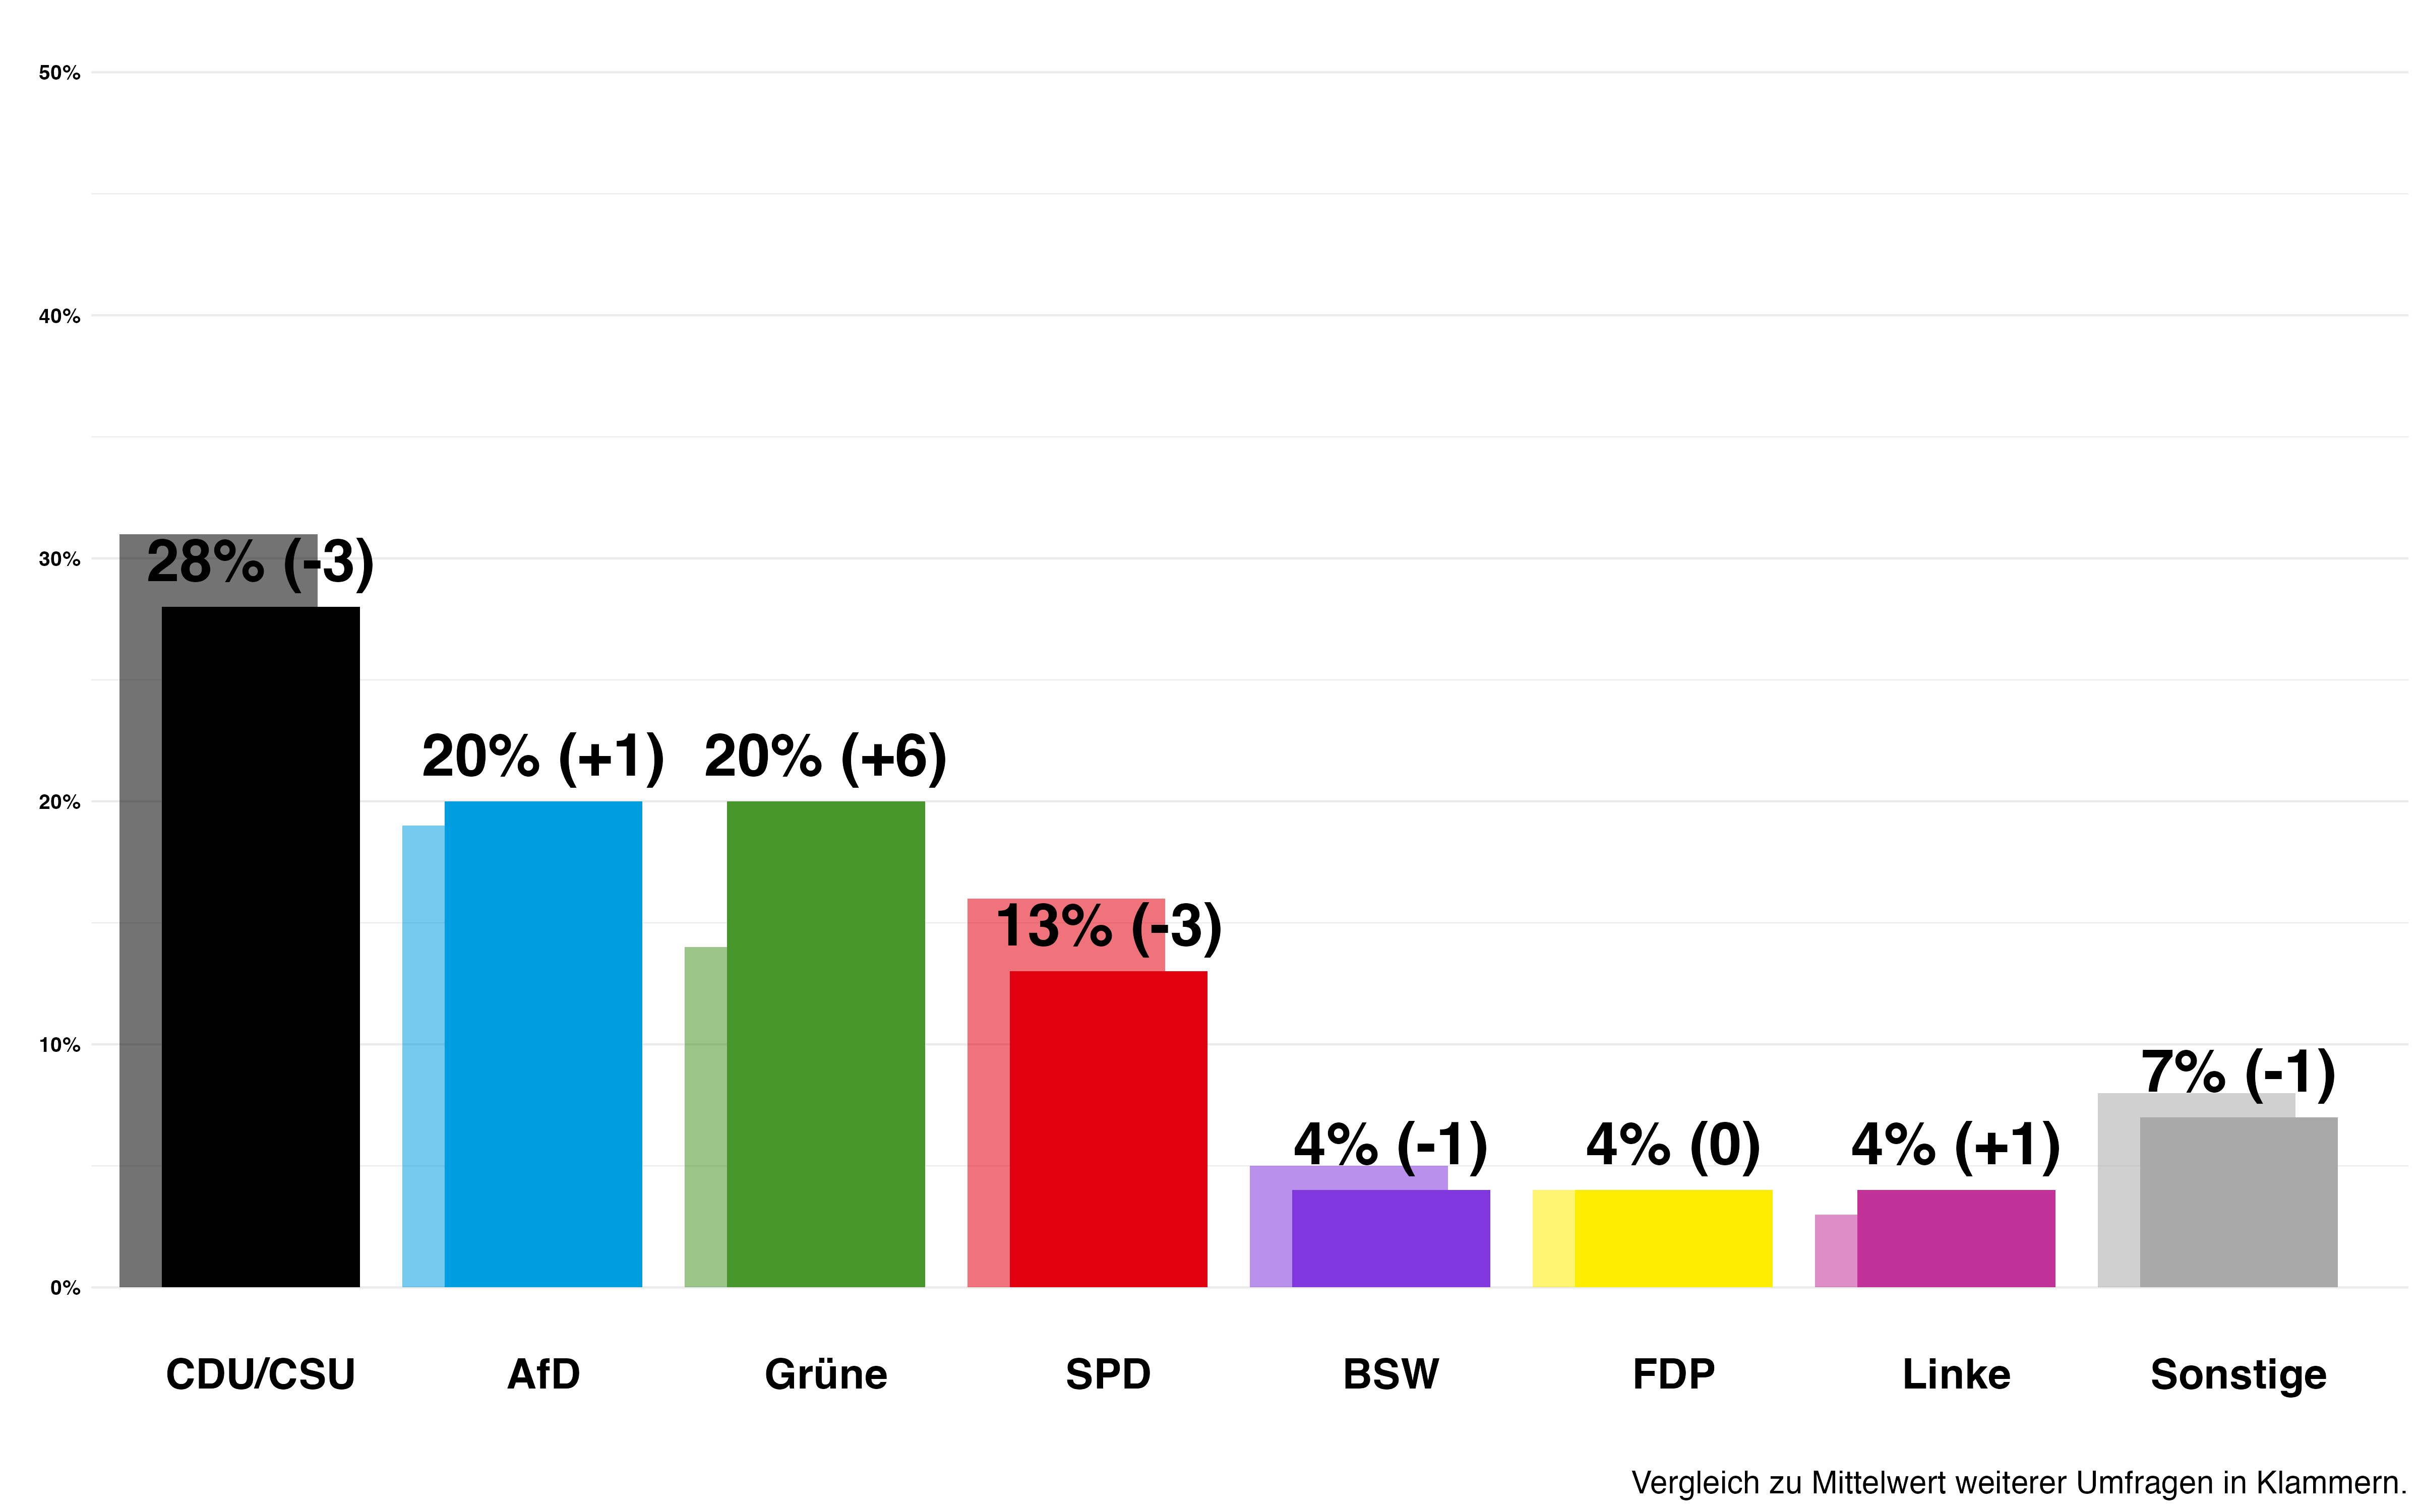 50%
40%
30%
20%
10%
0%
28% (-3)
20% (+1)
20% (+6)
13% (-3)
4% (-1)
4% (0)
4% (+1)
7% (-1)
CDU/CSU
AfD
Grüne
SPD
BSW
FDP
Linke
Sonstige
Vergleich zu Mittelwert weiterer Umfragen in Klammern.